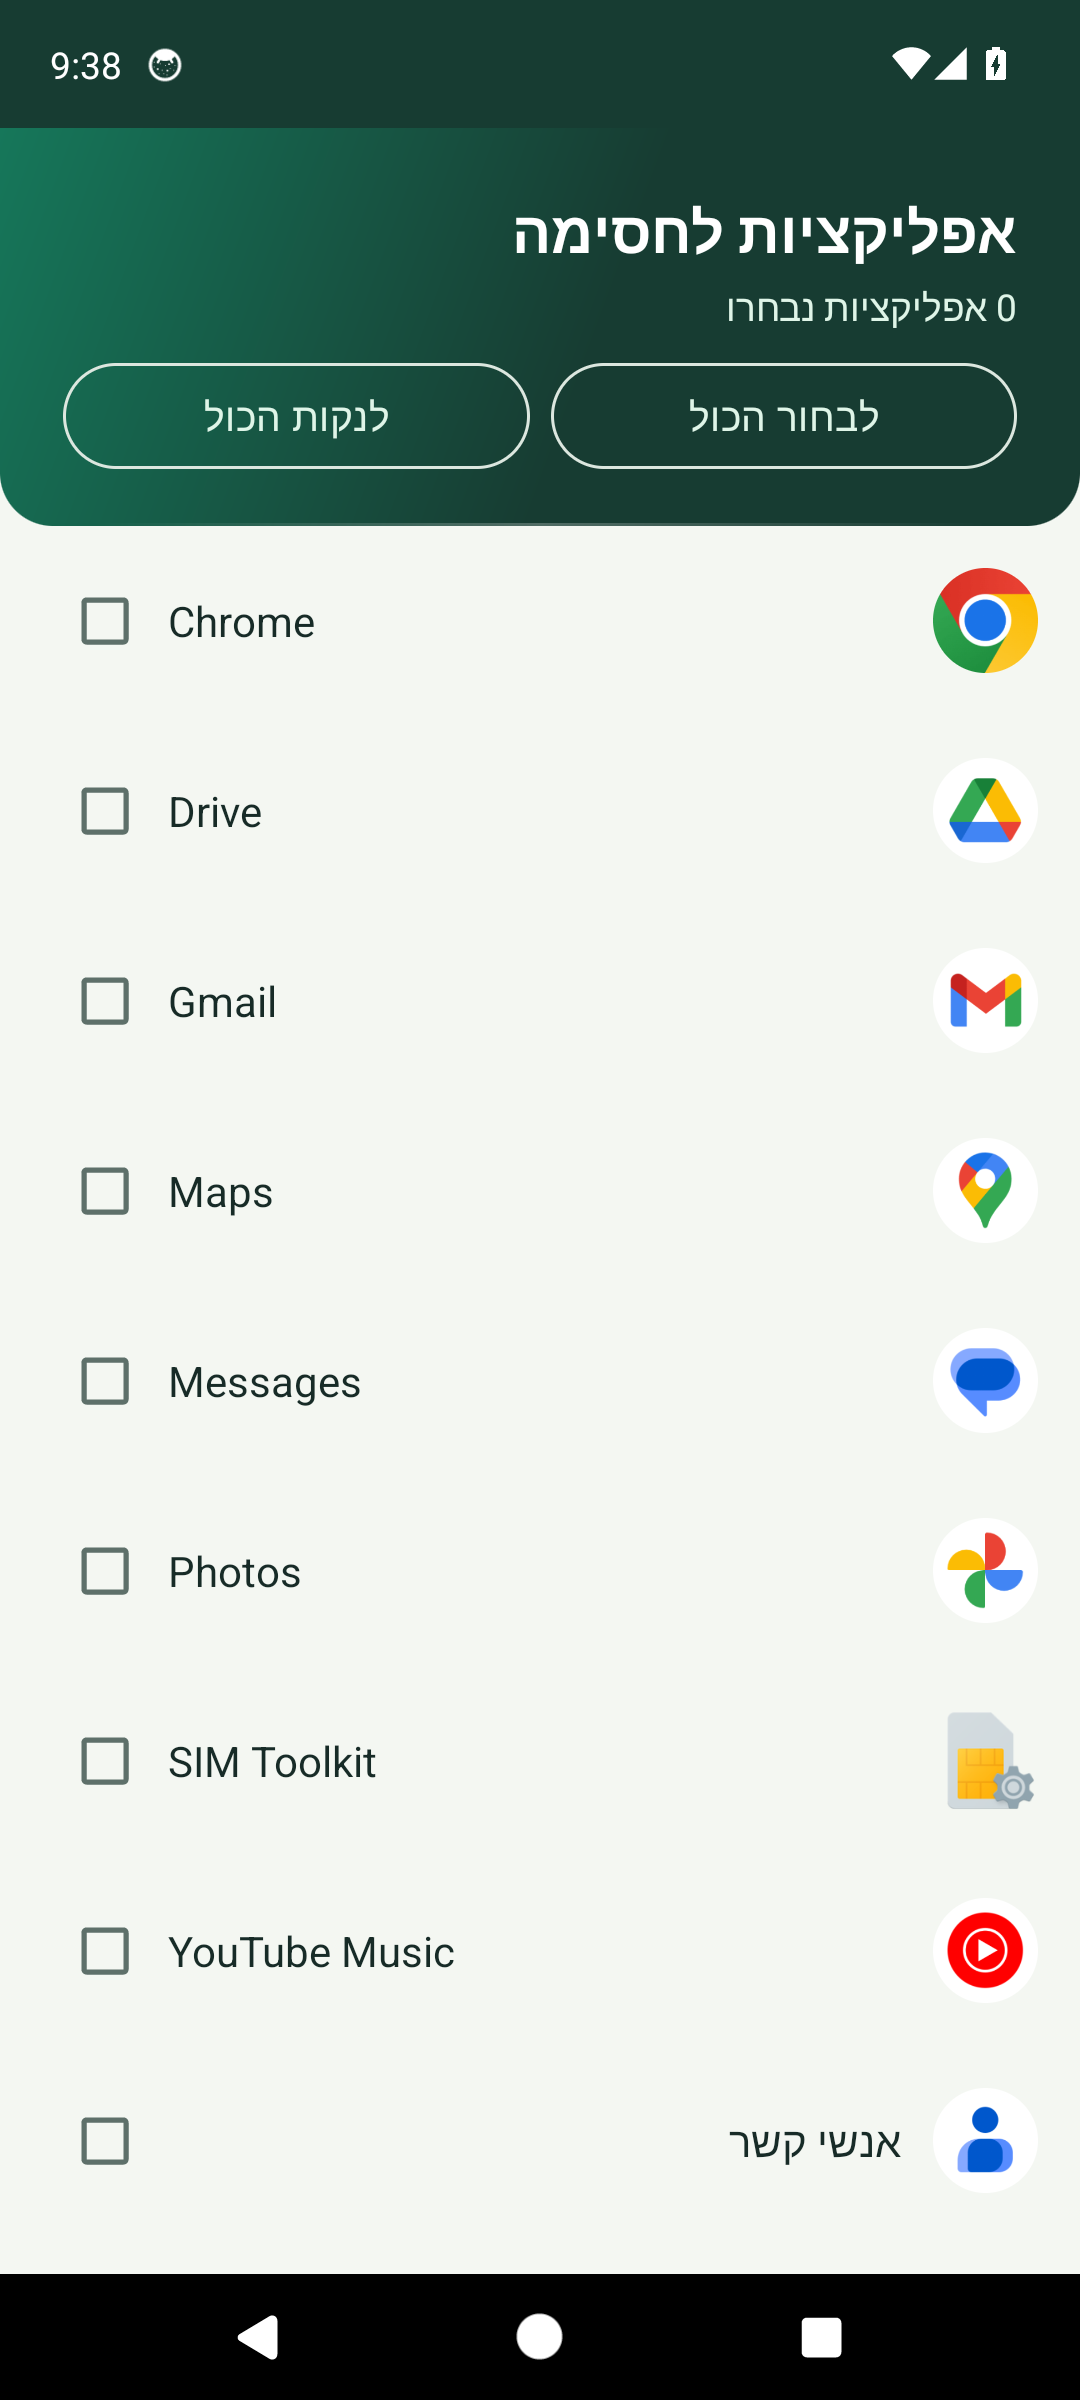 9:38
אפליקציות לחסימה
0 אפליקציות נבחרו
לבחור הכול
לנקות הכול
Chrome
Drive
Gmail
Maps
Messages
Photos
SIM Toolkit
YouTube Music
אנשי קשר